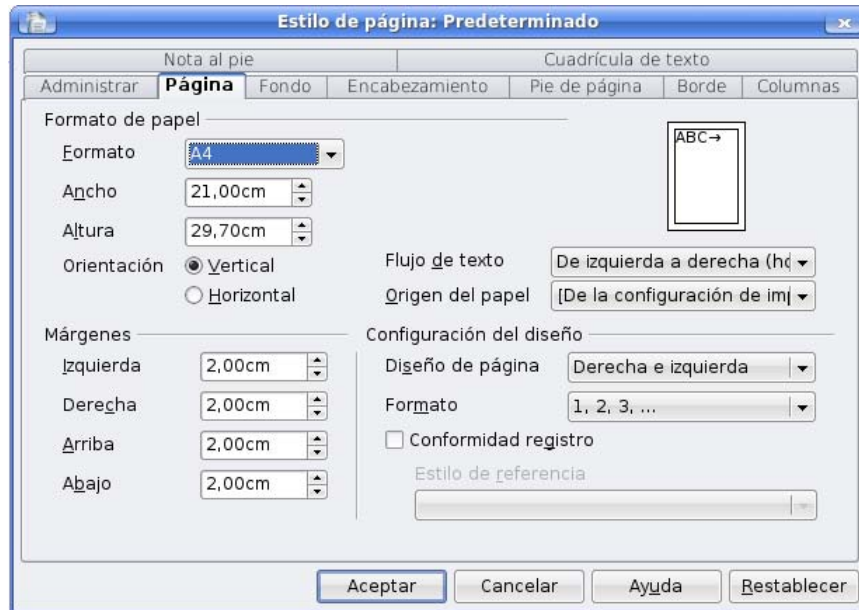 Estilo de página: Predeterminado
Nota al pie Cuadrícula de texto
Administrar Página Fondo Encabezamiento Pie de página Borde Columnas
Formato de papel
Formato A4
ABC→
Ancho 21,00cm
Altura 29,70cm
Orientación Vertical
Horizontal
Flujo de texto De izquierda a derecha (ho
Origen del papel [De la configuración de imp
Márgenes
Izquierda 2,00cm
Derecha 2,00cm
Arriba 2,00cm
Abajo 2,00cm
Configuración del diseño
Diseño de página Derecha e izquierda
Formato 1, 2, 3, ...
Conformidad registro
Estilo de referencia
Aceptar Cancelar Ayuda Restablecer